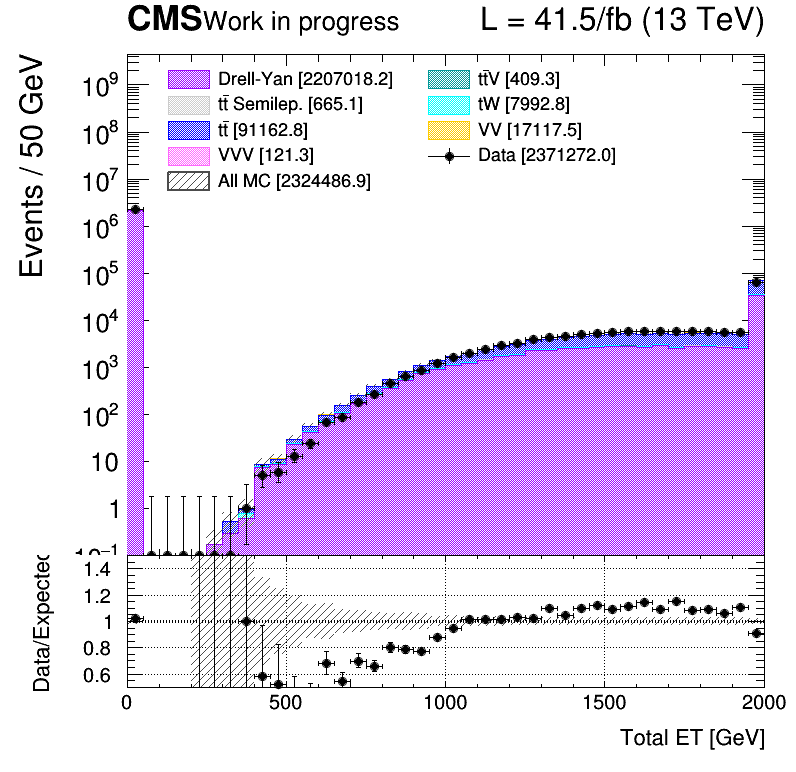 CMS Work in progress L = 41.5/fb (13 TeV)
Events / 50 GeV
Drell-Yan [2207018.2] tt̄V [409.3]
tt̄ Semilep. [665.1] tW [7992.8]
tt̄ [91162.8] VV [17117.5]
VVV [121.3] Data [2371272.0]
All MC [2324486.9]
10⁹
10⁸
10⁷
10⁶
10⁵
10⁴
10³
10²
10
1
10⁻¹
Data/Expected
1.4
1.2
1
0.8
0.6
0 500 1000 1500 2000
Total ET [GeV]